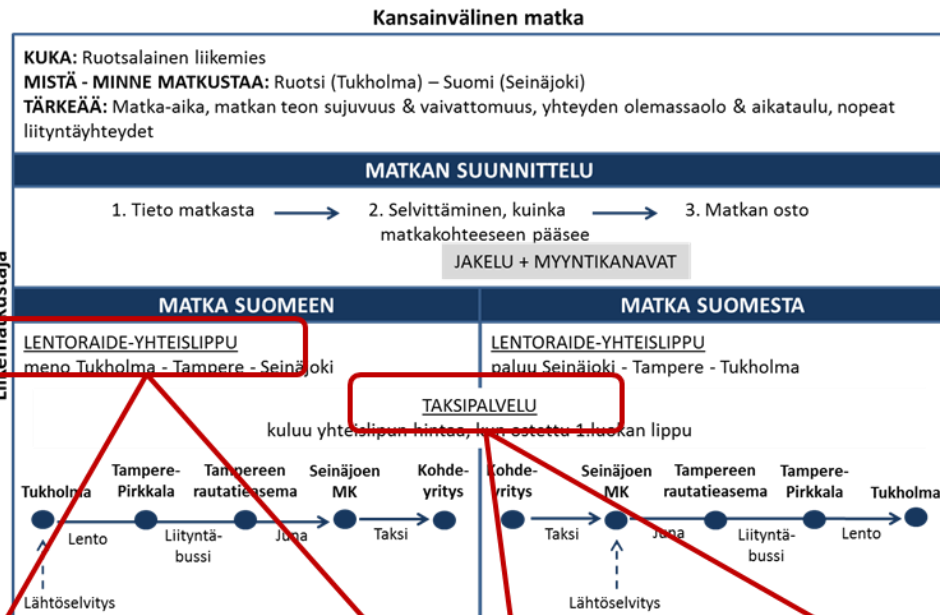 Kansainvälinen matka
KUKA: Ruotsalainen liikemies
MISTÄ - MINNE MATKUSTAA: Ruotsi (Tukholma) – Suomi (Seinäjoki)
TÄRKEÄÄ: Matka-aika, matkan teon sujuvuus & vaivattomuus, yhteyden olemassaolo & aikataulu, nopeat
liityntäyhteydet
MATKAN SUUNNITTELU
1. Tieto matkasta
2. Selvittäminen, kuinka
matkakohteeseen pääsee
3. Matkan osto
JAKELU + MYYNTIKANAVAT
Liikematkustaja
MATKA SUOMEEN
LENTORAIDE-YHTEISLIPPU
meno Tukholma - Tampere - Seinäjoki
MATKA SUOMESTA
LENTORAIDE-YHTEISLIPPU
paluu Seinäjoki - Tampere - Tukholma
TAKSIPALVELU
kuluu yhteislipun hintaa, kun ostettu 1.luokan lippu
Tukholma
Tampere-
Pirkkala
Tampereen
rautatieasema
Seinäjoen
MK
Kohde-
yritys
Lento
Liityntä-
bussi
Juna
Taksi
Lähtöselvitys
Kohde-
yritys
Seinäjoen
MK
Tampereen
rautatieasema
Tampere-
Pirkkala
Tukholma
Taksi
Juna
Liityntä-
bussi
Lento
Lähtöselvitys